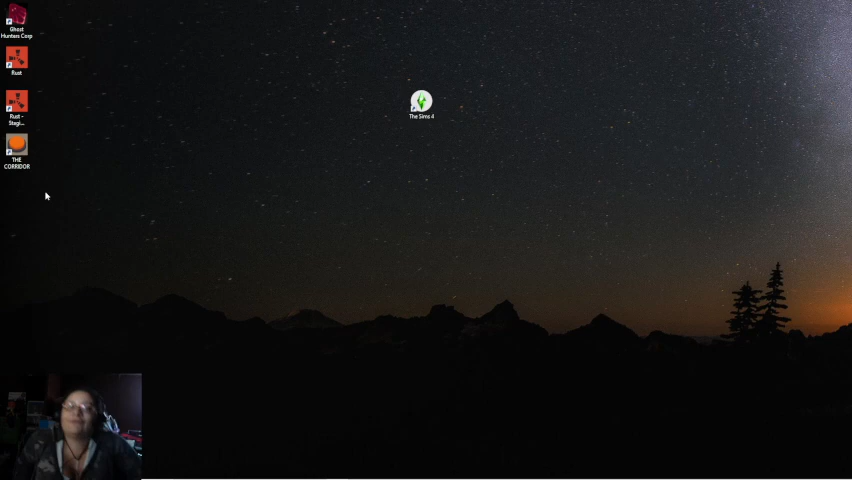 Ghost
Hunters Corp
Rust
Rust -
Stagi...
THE
CORRIDOR
The Sims 4